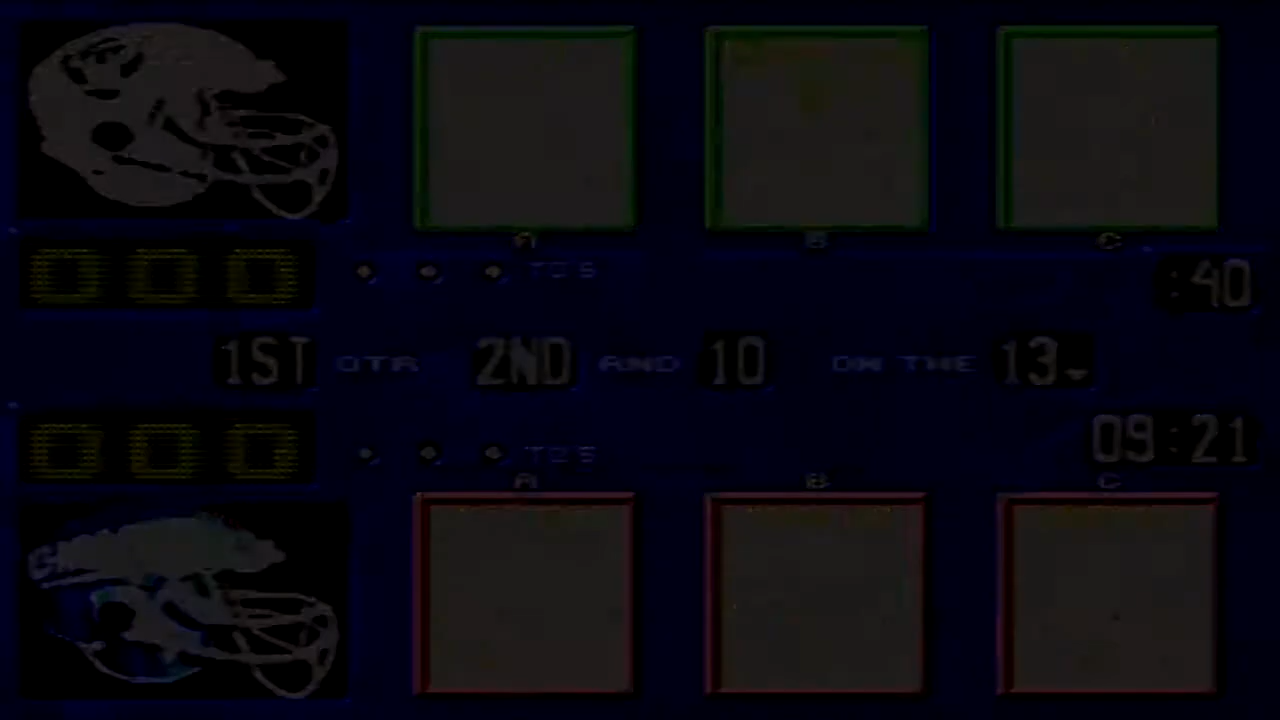 A B C
000 TO'S :40
1ST QTR 2ND AND 10 ON THE 13
000 TO'S 09:21
A B C